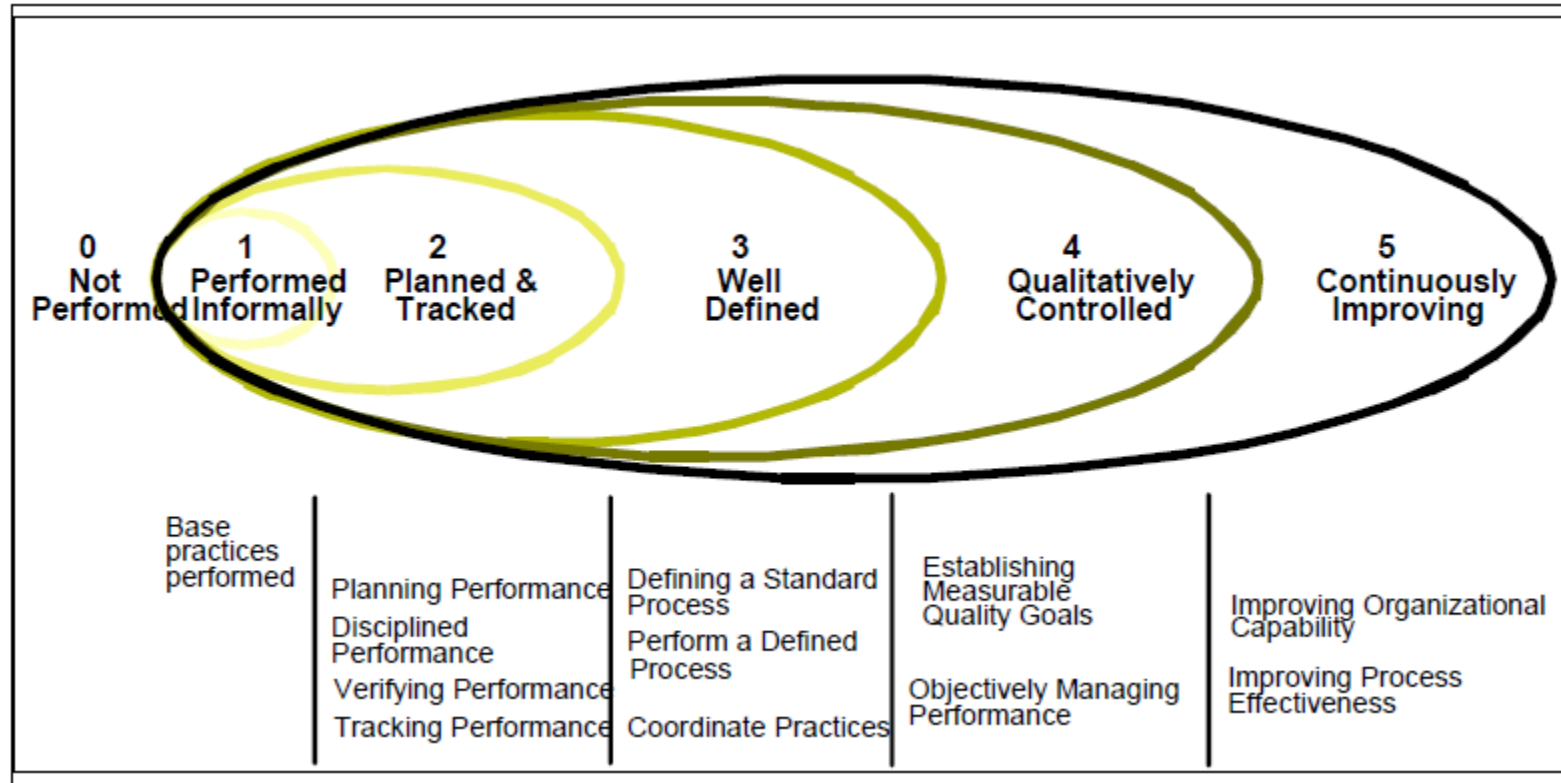 0
Not
Performed
1
Performed
Informally
2
Planned &
Tracked
3
Well
Defined
4
Qualitatively
Controlled
5
Continuously
Improving
Base
practices
performed
Planning Performance
Disciplined
Performance
Verifying Performance
Tracking Performance
Defining a Standard
Process
Perform a Defined
Process
Coordinate Practices
Establishing
Measurable
Quality Goals
Objectively Managing
Performance
Improving Organizational
Capability
Improving Process
Effectiveness